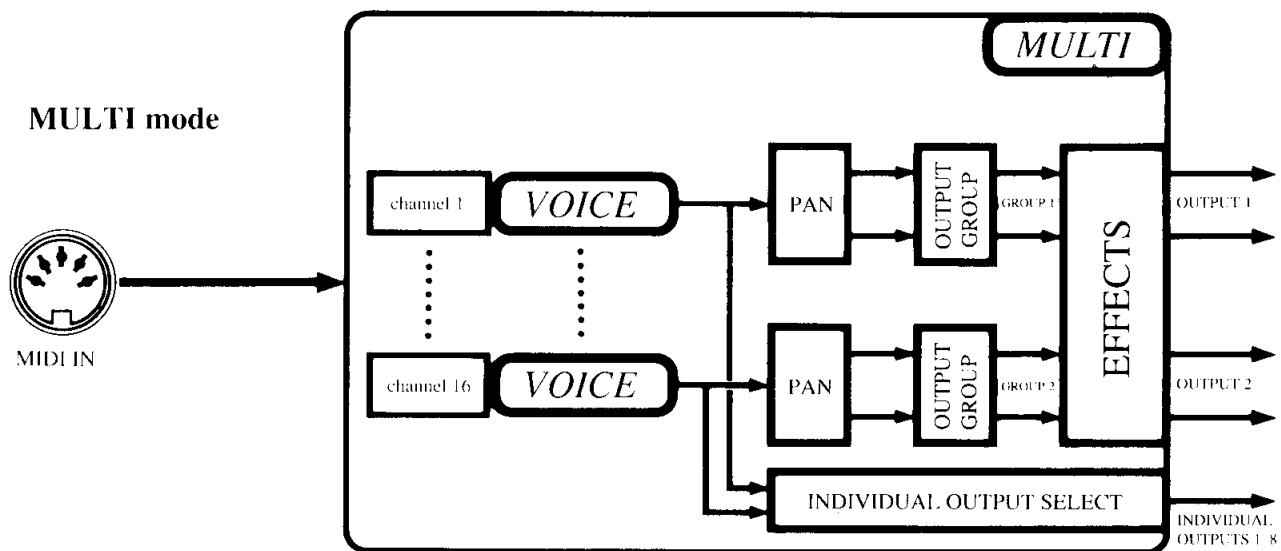 MULTI
MULTI mode
channel 1
VOICE
PAN
OUTPUT
GROUP
GROUP 1
EFFECTS
OUTPUT 1
MIDI IN
channel 16
VOICE
PAN
OUTPUT
GROUP
GROUP 2
OUTPUT 2
INDIVIDUAL OUTPUT SELECT
INDIVIDUAL
OUTPUTS 1–8